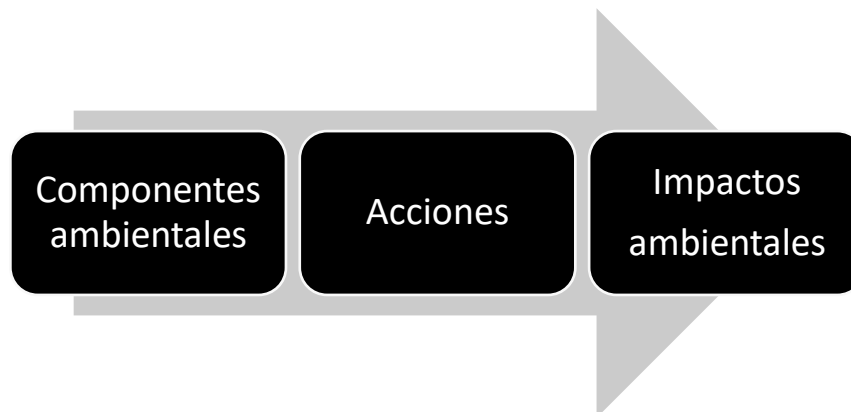 Componentes
ambientales
Acciones
Impactos
ambientales